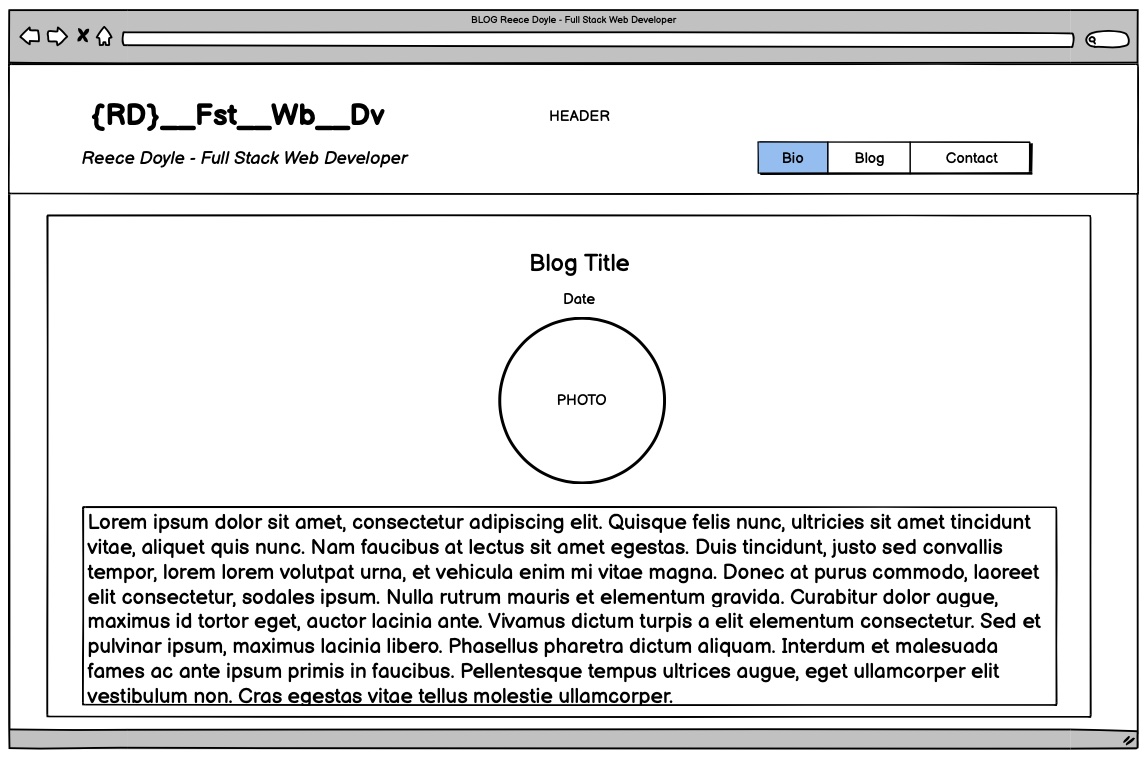 BLOG Reece Doyle - Full Stack Web Developer
{RD}__Fst__Wb__Dv
HEADER
Reece Doyle - Full Stack Web Developer
Bio Blog Contact
Blog Title
Date
PHOTO
Lorem ipsum dolor sit amet, consectetur adipiscing elit. Quisque felis nunc, ultricies sit amet tincidunt
vitae, aliquet quis nunc. Nam faucibus at lectus sit amet egestas. Duis tincidunt, justo sed convallis
tempor, lorem lorem volutpat urna, et vehicula enim mi vitae magna. Donec at purus commodo, laoreet
elit consectetur, sodales ipsum. Nulla rutrum mauris et elementum gravida. Curabitur dolor augue,
maximus id tortor eget, auctor lacinia ante. Vivamus dictum turpis a elit elementum consectetur. Sed et
pulvinar ipsum, maximus lacinia libero. Phasellus pharetra dictum aliquam. Interdum et malesuada
fames ac ante ipsum primis in faucibus. Pellentesque tempus ultrices augue, eget ullamcorper elit
vestibulum non. Cras egestas vitae tellus molestie ullamcorper.